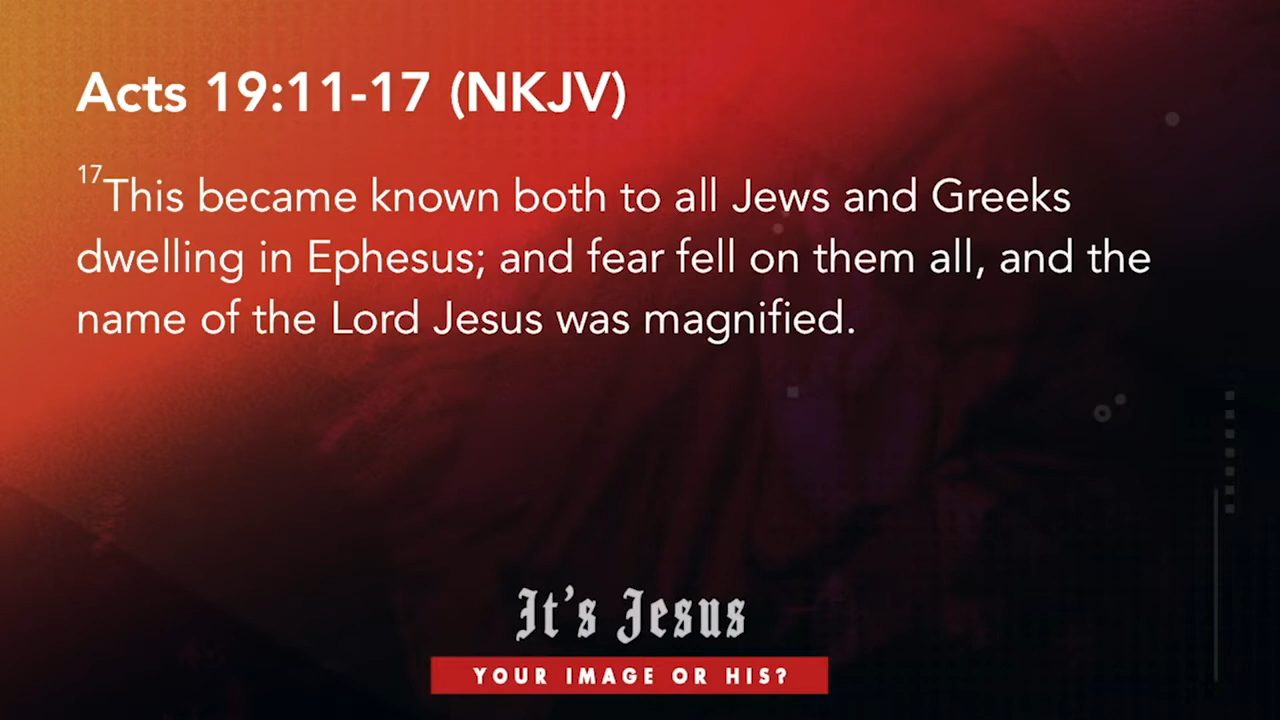 Acts 19:11-17 (NKJV)
17This became known both to all Jews and Greeks
dwelling in Ephesus; and fear fell on them all, and the
name of the Lord Jesus was magnified.
It's Jesus
YOUR IMAGE OR HIS?